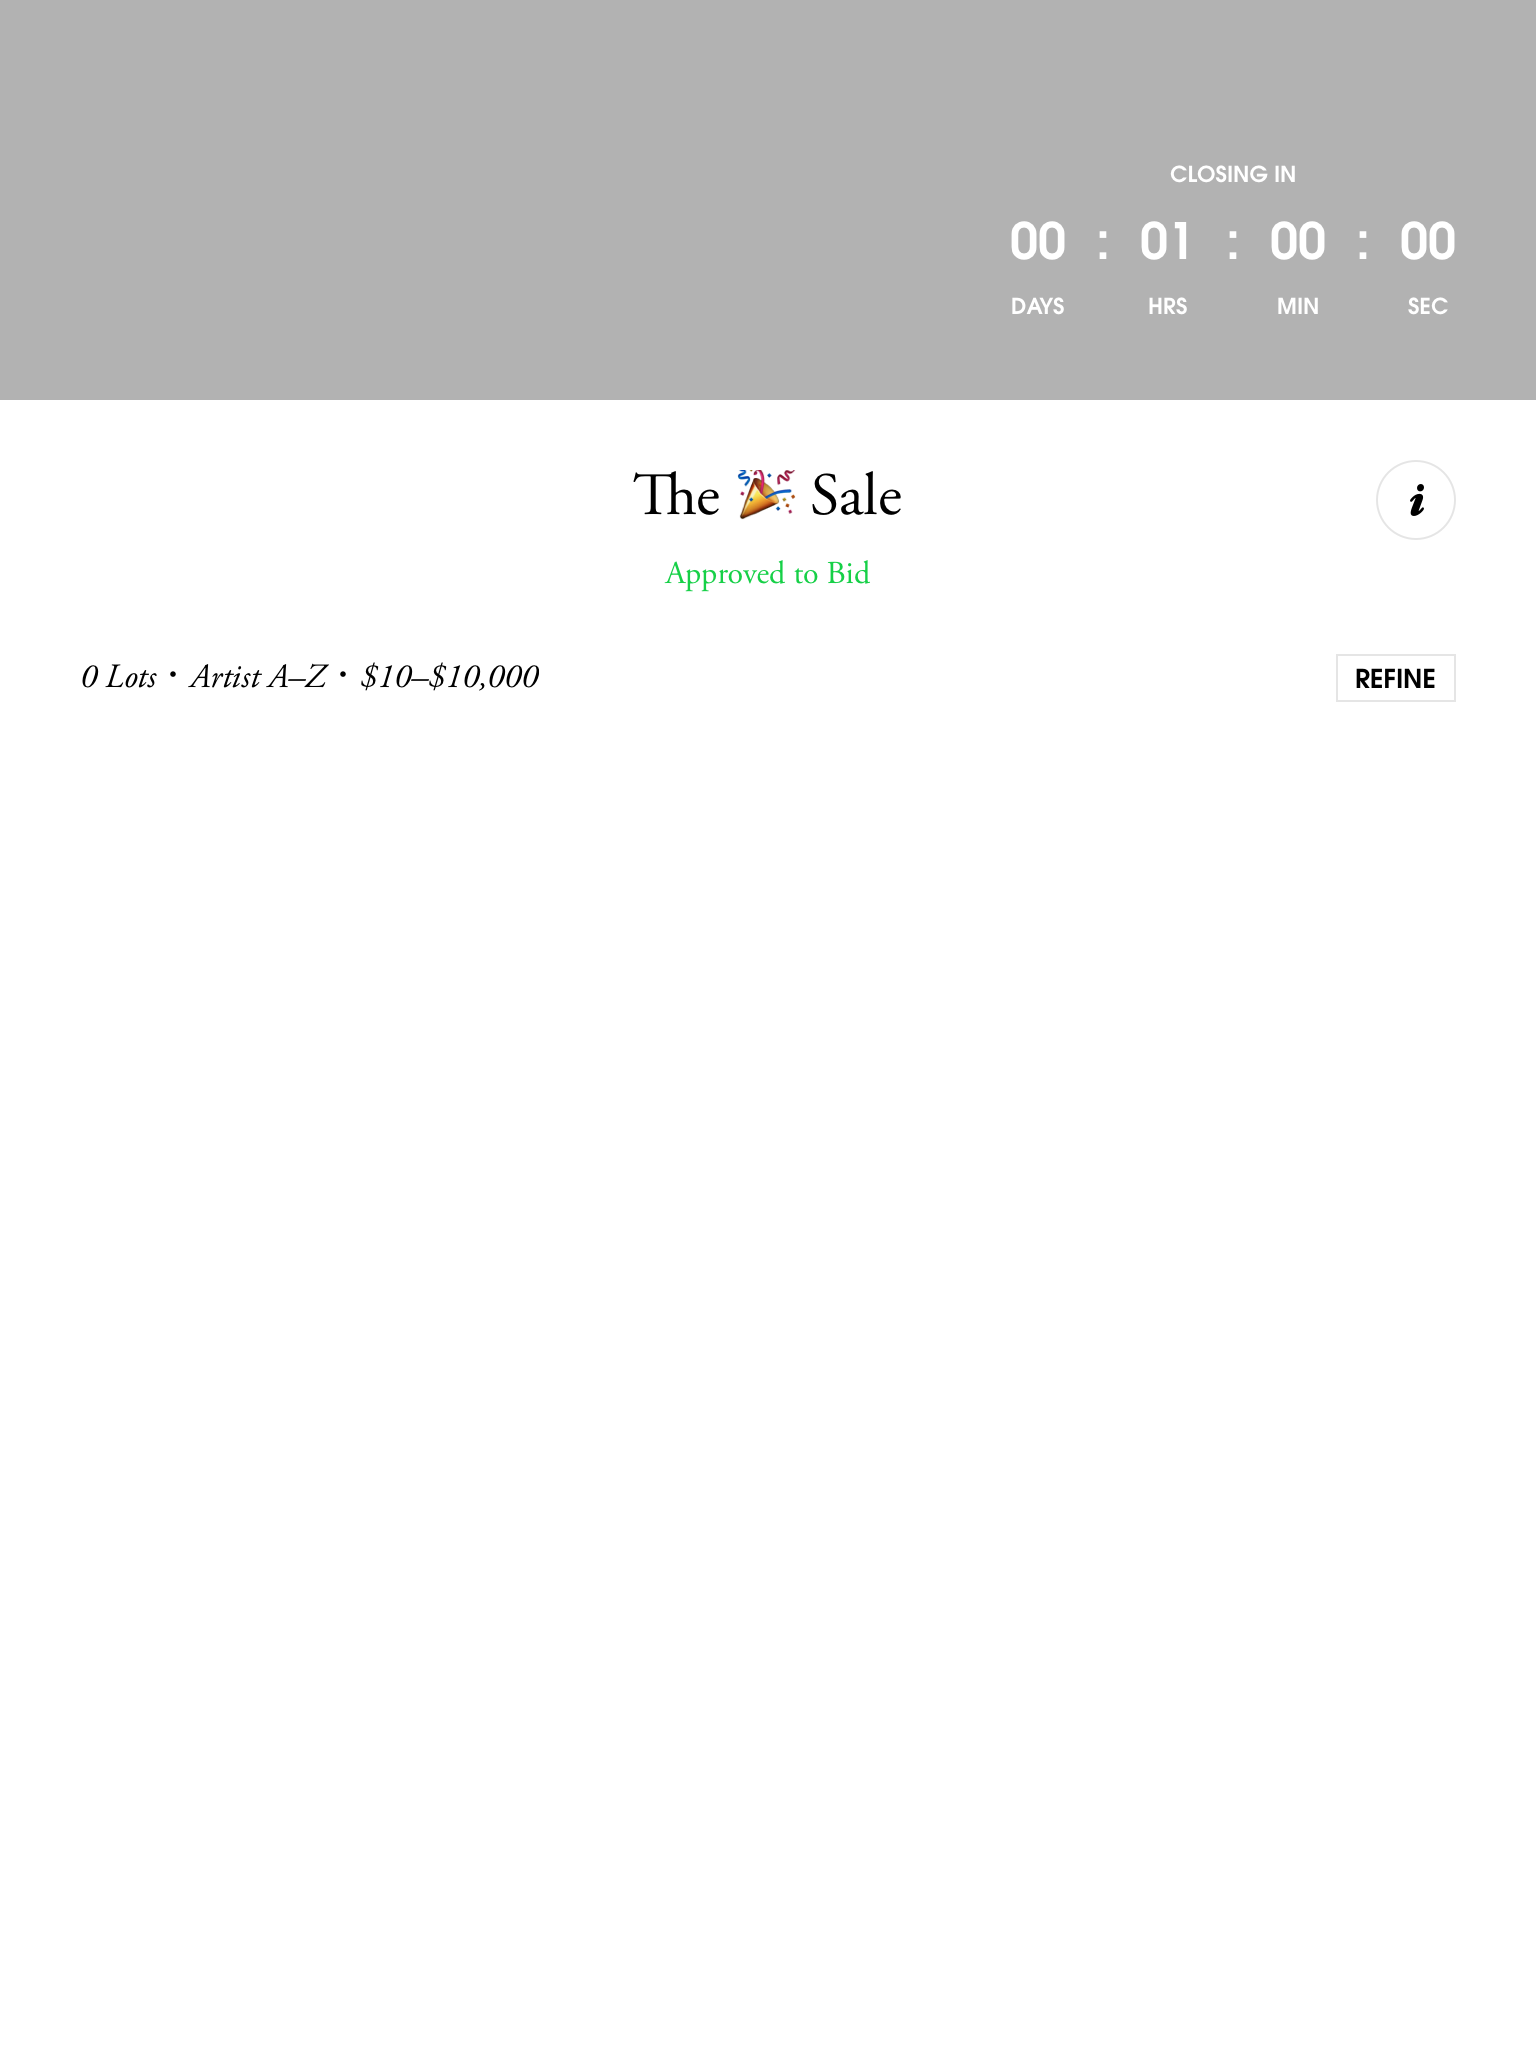 CLOSING IN
00 : 01 : 00 : 00
DAYS HRS MIN SEC
The 🎉 Sale
i
Approved to Bid
0 Lots • Artist A–Z • $10–$10,000
REFINE